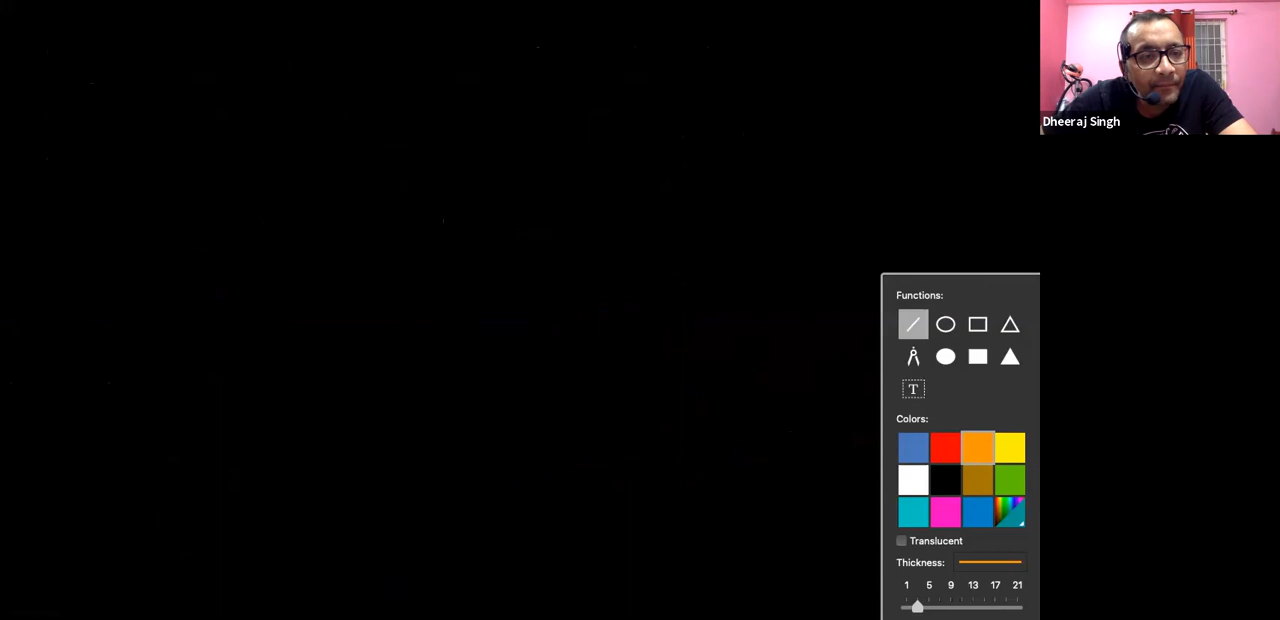 Dheeraj Singh
Functions:
T
Colors:
Translucent
Thickness:
1 5 9 13 17 21